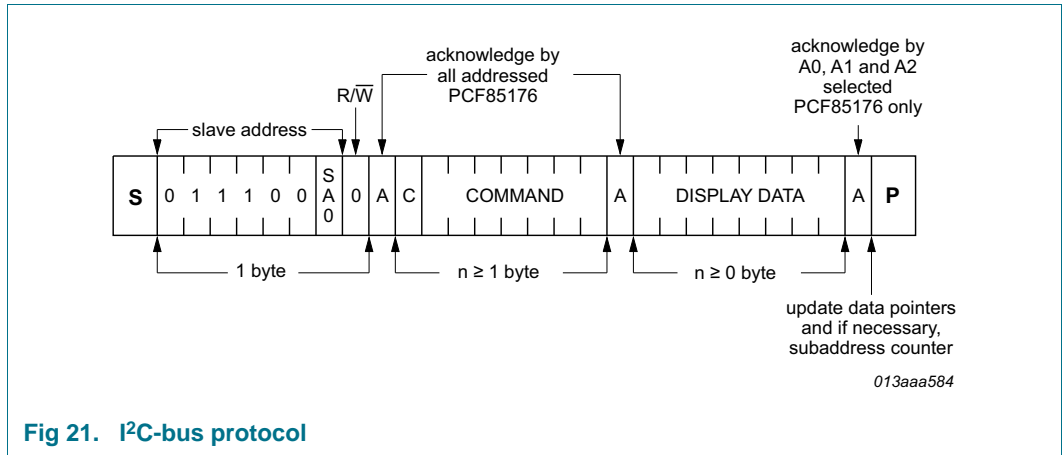 acknowledge by
all addressed
PCF85176
acknowledge by
A0, A1 and A2
selected
PCF85176 only
R/W̅
slave address
S 0 1 1 1 0 0 SA0 0 A C COMMAND A DISPLAY DATA A P
1 byte
n ≥ 1 byte
n ≥ 0 byte
update data pointers
and if necessary,
subaddress counter
013aaa584
Fig 21. I²C-bus protocol